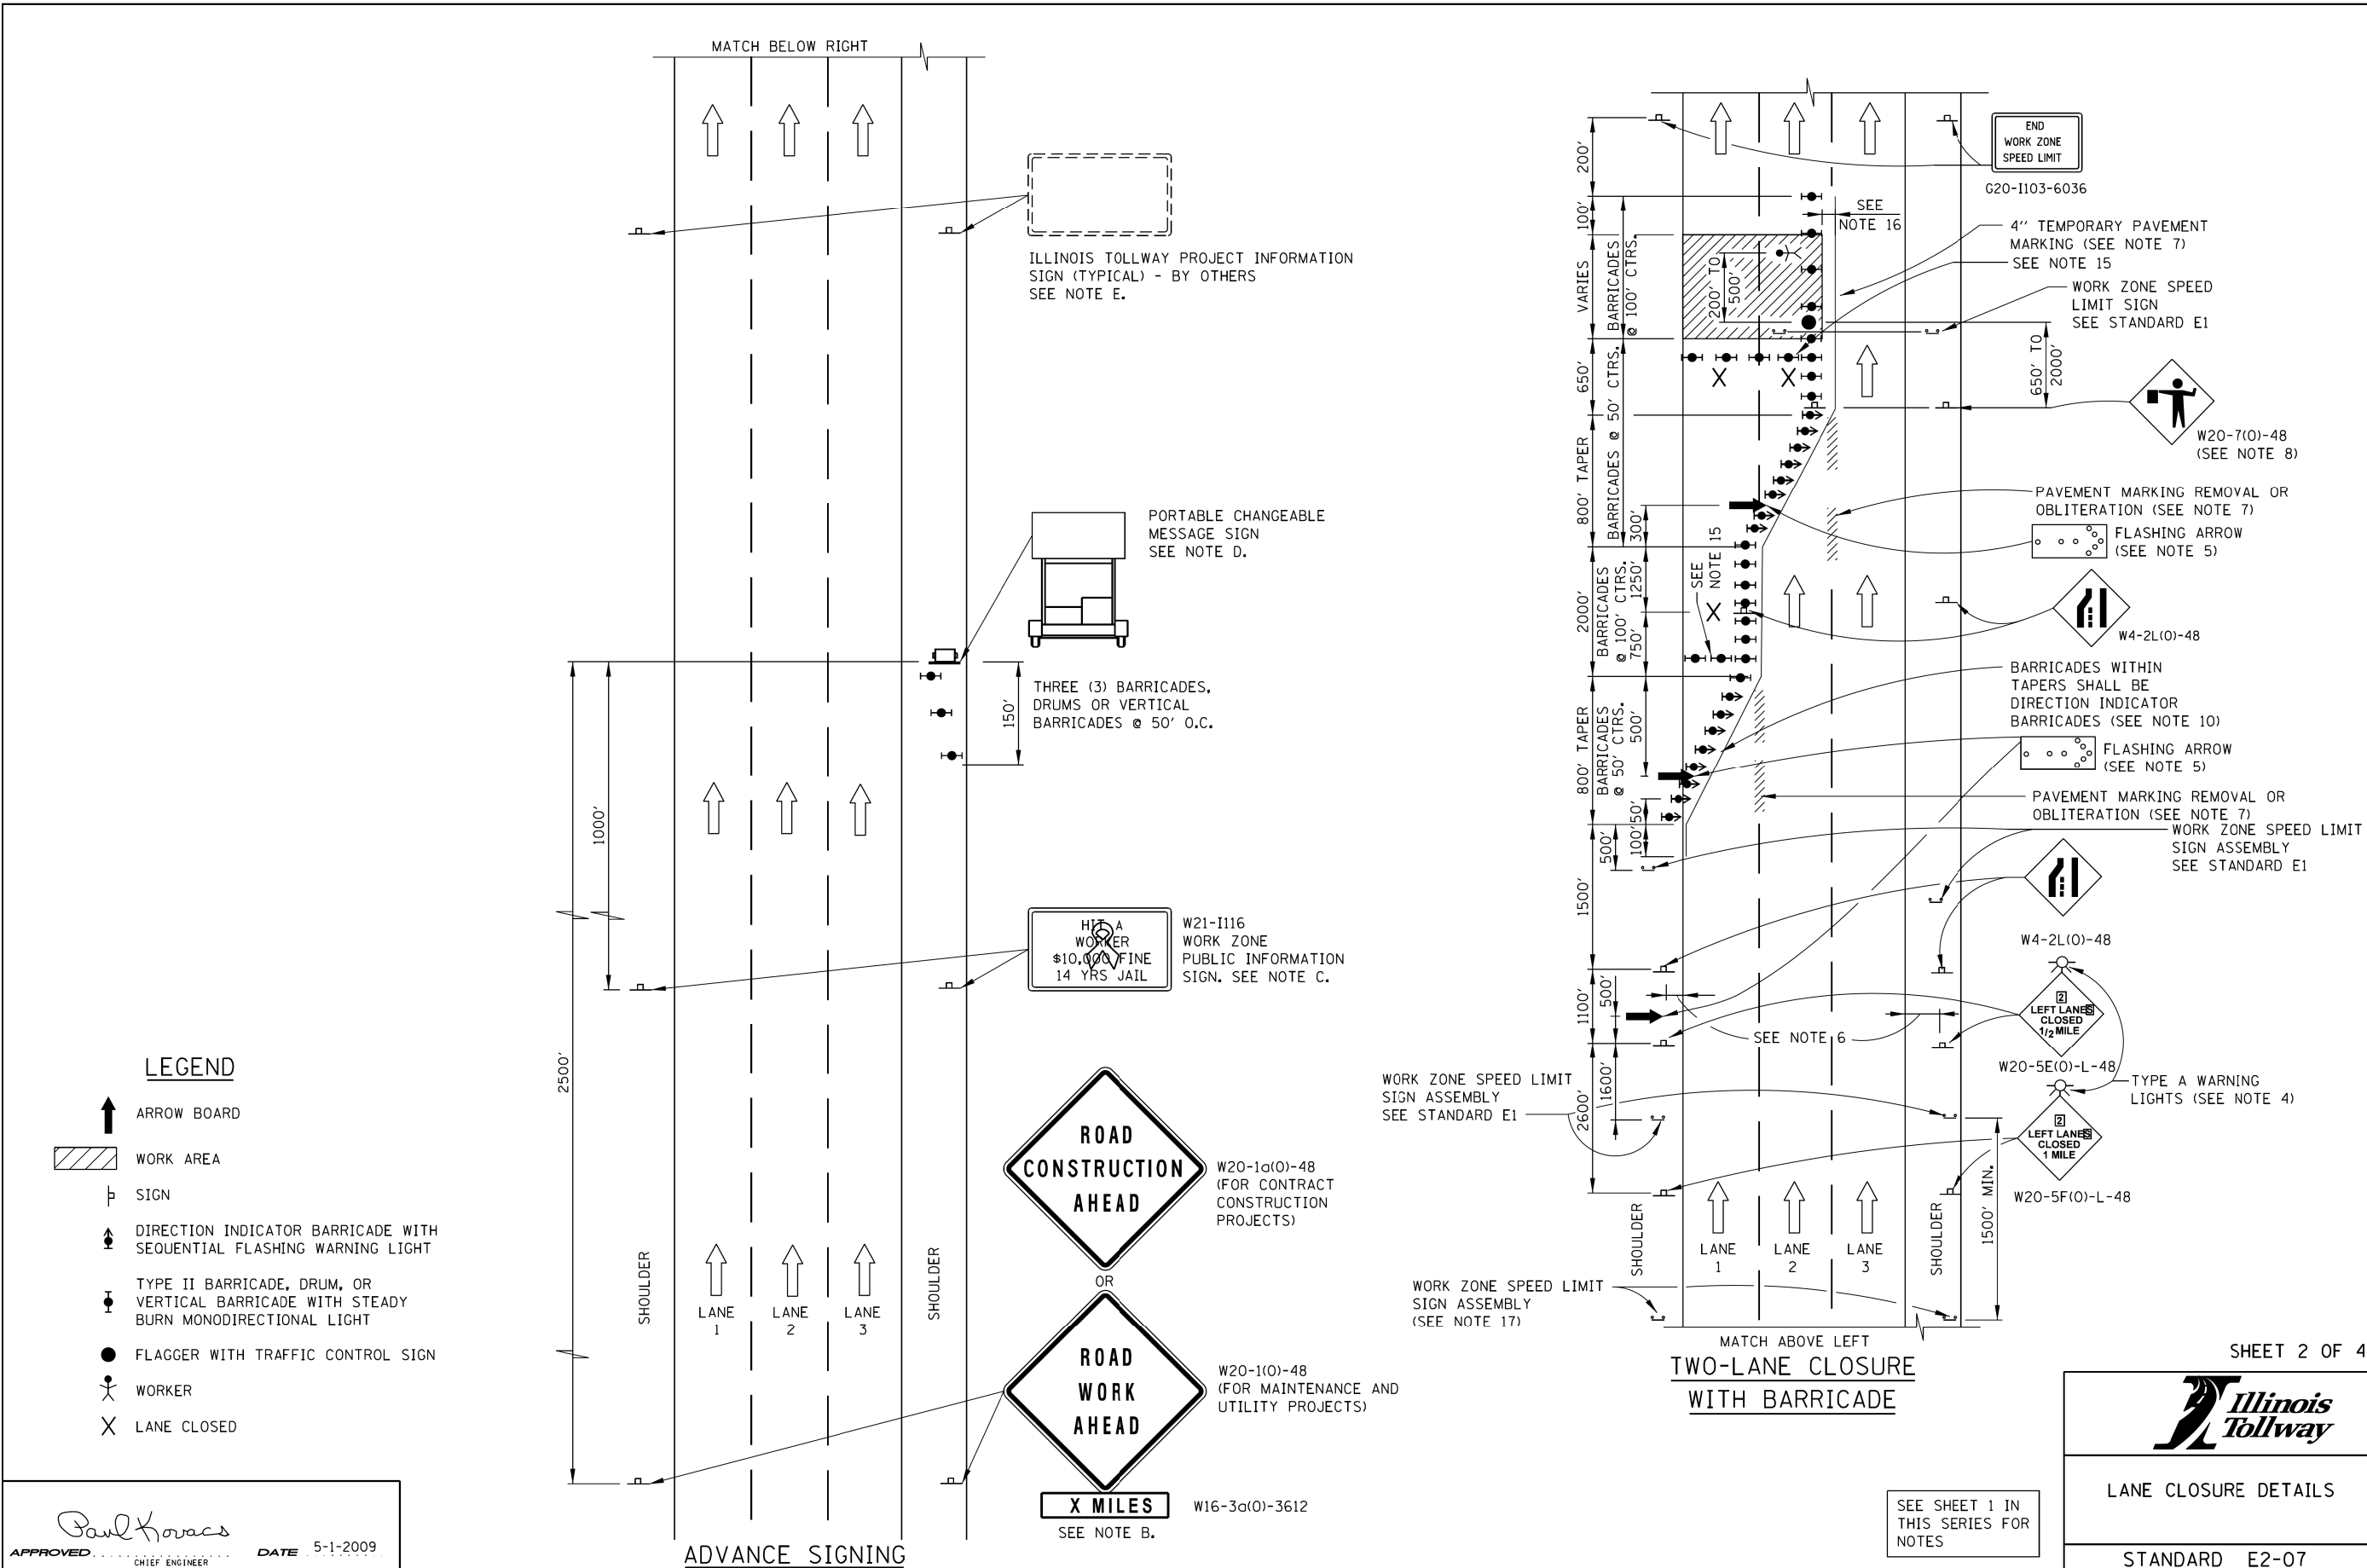 MATCH BELOW RIGHT
ILLINOIS TOLLWAY PROJECT INFORMATION
SIGN (TYPICAL) - BY OTHERS
SEE NOTE E.
PORTABLE CHANGEABLE
MESSAGE SIGN
SEE NOTE D.
THREE (3) BARRICADES,
DRUMS OR VERTICAL
BARRICADES @ 50' O.C.
150'
1000'
2500'
HIT A
WORKER
$10,000 FINE
14 YRS JAIL
W21-I116
WORK ZONE
PUBLIC INFORMATION
SIGN. SEE NOTE C.
ROAD
CONSTRUCTION
AHEAD
W20-1a(O)-48
(FOR CONTRACT
CONSTRUCTION
PROJECTS)
OR
ROAD
WORK
AHEAD
W20-1(O)-48
(FOR MAINTENANCE AND
UTILITY PROJECTS)
X MILES
W16-3a(O)-3612
SEE NOTE B.
SHOULDER
LANE
1
LANE
2
LANE
3
SHOULDER
ADVANCE SIGNING
LEGEND
ARROW BOARD
WORK AREA
SIGN
DIRECTION INDICATOR BARRICADE WITH
SEQUENTIAL FLASHING WARNING LIGHT
TYPE II BARRICADE, DRUM, OR
VERTICAL BARRICADE WITH STEADY
BURN MONODIRECTIONAL LIGHT
FLAGGER WITH TRAFFIC CONTROL SIGN
WORKER
X LANE CLOSED
Paul Kovacs
APPROVED
CHIEF ENGINEER
DATE 5-1-2009
200'
100'
VARIES
650'
800' TAPER
2000'
800' TAPER
1500'
1100'
2600'
BARRICADES
@ 100' CTRS.
BARRICADES @ 50' CTRS.
300'
BARRICADES
@ 100' CTRS.
1250'
750'
BARRICADES
@ 50' CTRS.
500'
50'
100'
500'
500'
1600'
200' TO
500'
SEE
NOTE 16
X
X
SEE
NOTE 15
X
END
WORK ZONE
SPEED LIMIT
G20-I103-6036
4" TEMPORARY PAVEMENT
MARKING (SEE NOTE 7)
SEE NOTE 15
WORK ZONE SPEED
LIMIT SIGN
SEE STANDARD E1
650' TO
2000'
W20-7(O)-48
(SEE NOTE 8)
PAVEMENT MARKING REMOVAL OR
OBLITERATION (SEE NOTE 7)
FLASHING ARROW
(SEE NOTE 5)
W4-2L(O)-48
BARRICADES WITHIN
TAPERS SHALL BE
DIRECTION INDICATOR
BARRICADES (SEE NOTE 10)
FLASHING ARROW
(SEE NOTE 5)
PAVEMENT MARKING REMOVAL OR
OBLITERATION (SEE NOTE 7)
WORK ZONE SPEED LIMIT
SIGN ASSEMBLY
SEE STANDARD E1
W4-2L(O)-48
2
LEFT LANES
CLOSED
1/2 MILE
W20-5E(O)-L-48
SEE NOTE 6
TYPE A WARNING
LIGHTS (SEE NOTE 4)
2
LEFT LANES
CLOSED
1 MILE
W20-5F(O)-L-48
WORK ZONE SPEED LIMIT
SIGN ASSEMBLY
SEE STANDARD E1
1500' MIN.
SHOULDER
LANE
1
LANE
2
LANE
3
SHOULDER
WORK ZONE SPEED LIMIT
SIGN ASSEMBLY
(SEE NOTE 17)
MATCH ABOVE LEFT
TWO-LANE CLOSURE
WITH BARRICADE
SHEET 2 OF 4
Illinois
Tollway
LANE CLOSURE DETAILS
SEE SHEET 1 IN
THIS SERIES FOR
NOTES
STANDARD E2-07